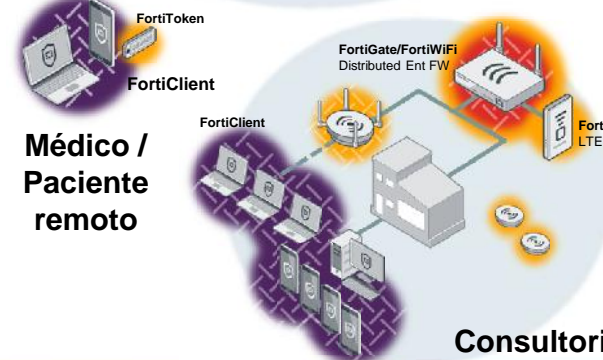 FortiToken
FortiClient
Médico /
Paciente
remoto
FortiClient
FortiGate/FortiWiFi
Distributed Ent FW
Fort
LTE
Consultori